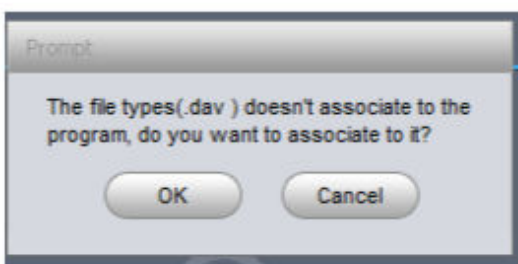 Prompt
The file types(.dav ) doesn't associate to the
program, do you want to associate to it?
OK Cancel